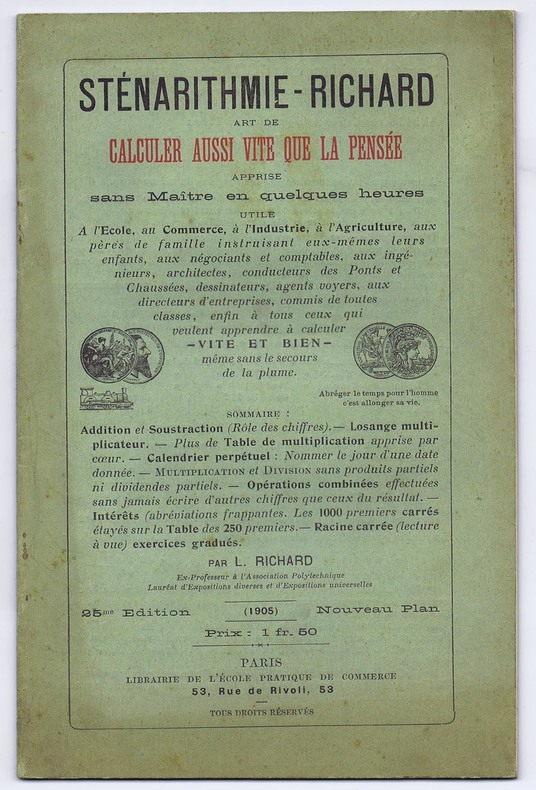 STÉNARITHMIE - RICHARD
ART DE
CALCULER AUSSI VITE QUE LA PENSÉE
APPRISE
sans Maître en quelques heures
UTILE
A l'Ecole, au Commerce, à l'Industrie, à l'Agriculture, aux
pères de famille instruisant eux-mêmes leurs
enfants, aux négociants et comptables, aux ingé-
nieurs, architectes, conducteurs des Ponts et
Chaussées, dessinateurs, agents voyers, aux
directeurs d'entreprises, commis de toutes
classes, enfin à tous ceux qui
veulent apprendre à calculer
-VITE ET BIEN-
même sans le secours
de la plume.
Abréger le temps pour l'homme
c'est allonger sa vie.
SOMMAIRE :
Addition et Soustraction (Rôle des chiffres). — Losange multi-
plicateur. — Plus de Table de multiplication apprise par
cœur. — Calendrier perpétuel : Nommer le jour d'une date
donnée. — MULTIPLICATION et DIVISION sans produits partiels
ni dividendes partiels. — Opérations combinées effectuées
sans jamais écrire d'autres chiffres que ceux du résultat. —
Intérêts (abréviations frappantes. Les 1000 premiers carrés
étayés sur la Table des 250 premiers. — Racine carrée (lecture
à vue) exercices gradués.
PAR L. RICHARD
Ex-Professeur à l'Association Polytechnique
Lauréat d'Expositions diverses et d'Expositions universelles
25me Edition (1905) Nouveau Plan
Prix : 1 fr. 50
PARIS
LIBRAIRIE DE L'ÉCOLE PRATIQUE DE COMMERCE
53, Rue de Rivoli, 53
TOUS DROITS RÉSERVÉS